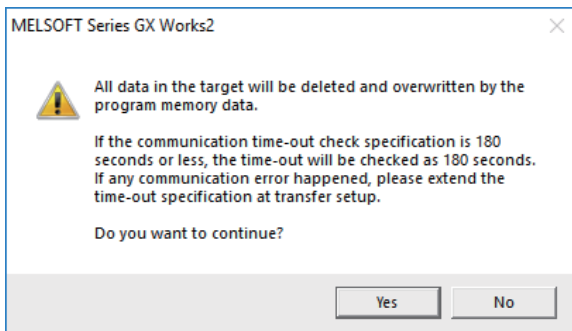 MELSOFT Series GX Works2
All data in the target will be deleted and overwritten by the
program memory data.
If the communication time-out check specification is 180
seconds or less, the time-out will be checked as 180 seconds.
If any communication error happened, please extend the
time-out specification at transfer setup.
Do you want to continue?
Yes
No